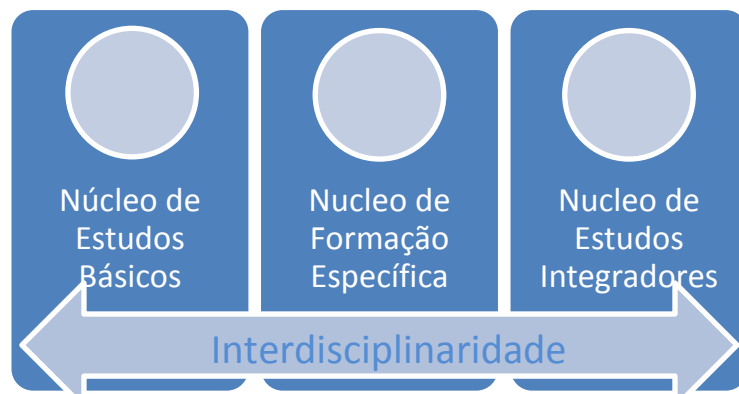 Núcleo de
Estudos
Básicos
Nucleo de
Formação
Específica
Nucleo de
Estudos
Integradores
Interdisciplinaridade